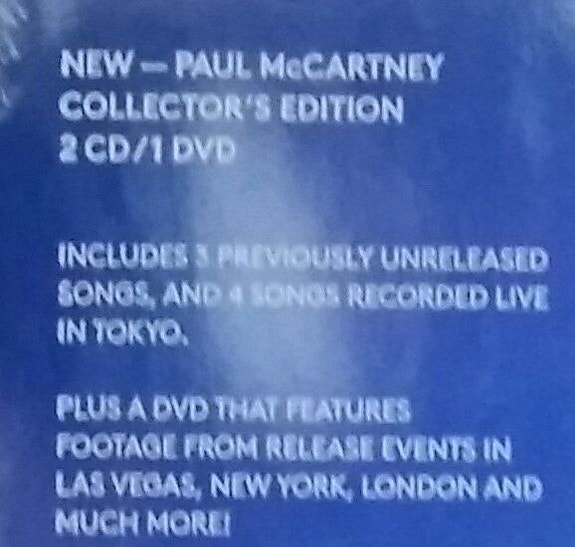 NEW — PAUL McCARTNEY
COLLECTOR'S EDITION
2 CD/1 DVD
INCLUDES 3 PREVIOUSLY UNRELEASED
SONGS, AND 4 SONGS RECORDED LIVE
IN TOKYO.
PLUS A DVD THAT FEATURES
FOOTAGE FROM RELEASE EVENTS IN
LAS VEGAS, NEW YORK, LONDON AND
MUCH MORE!